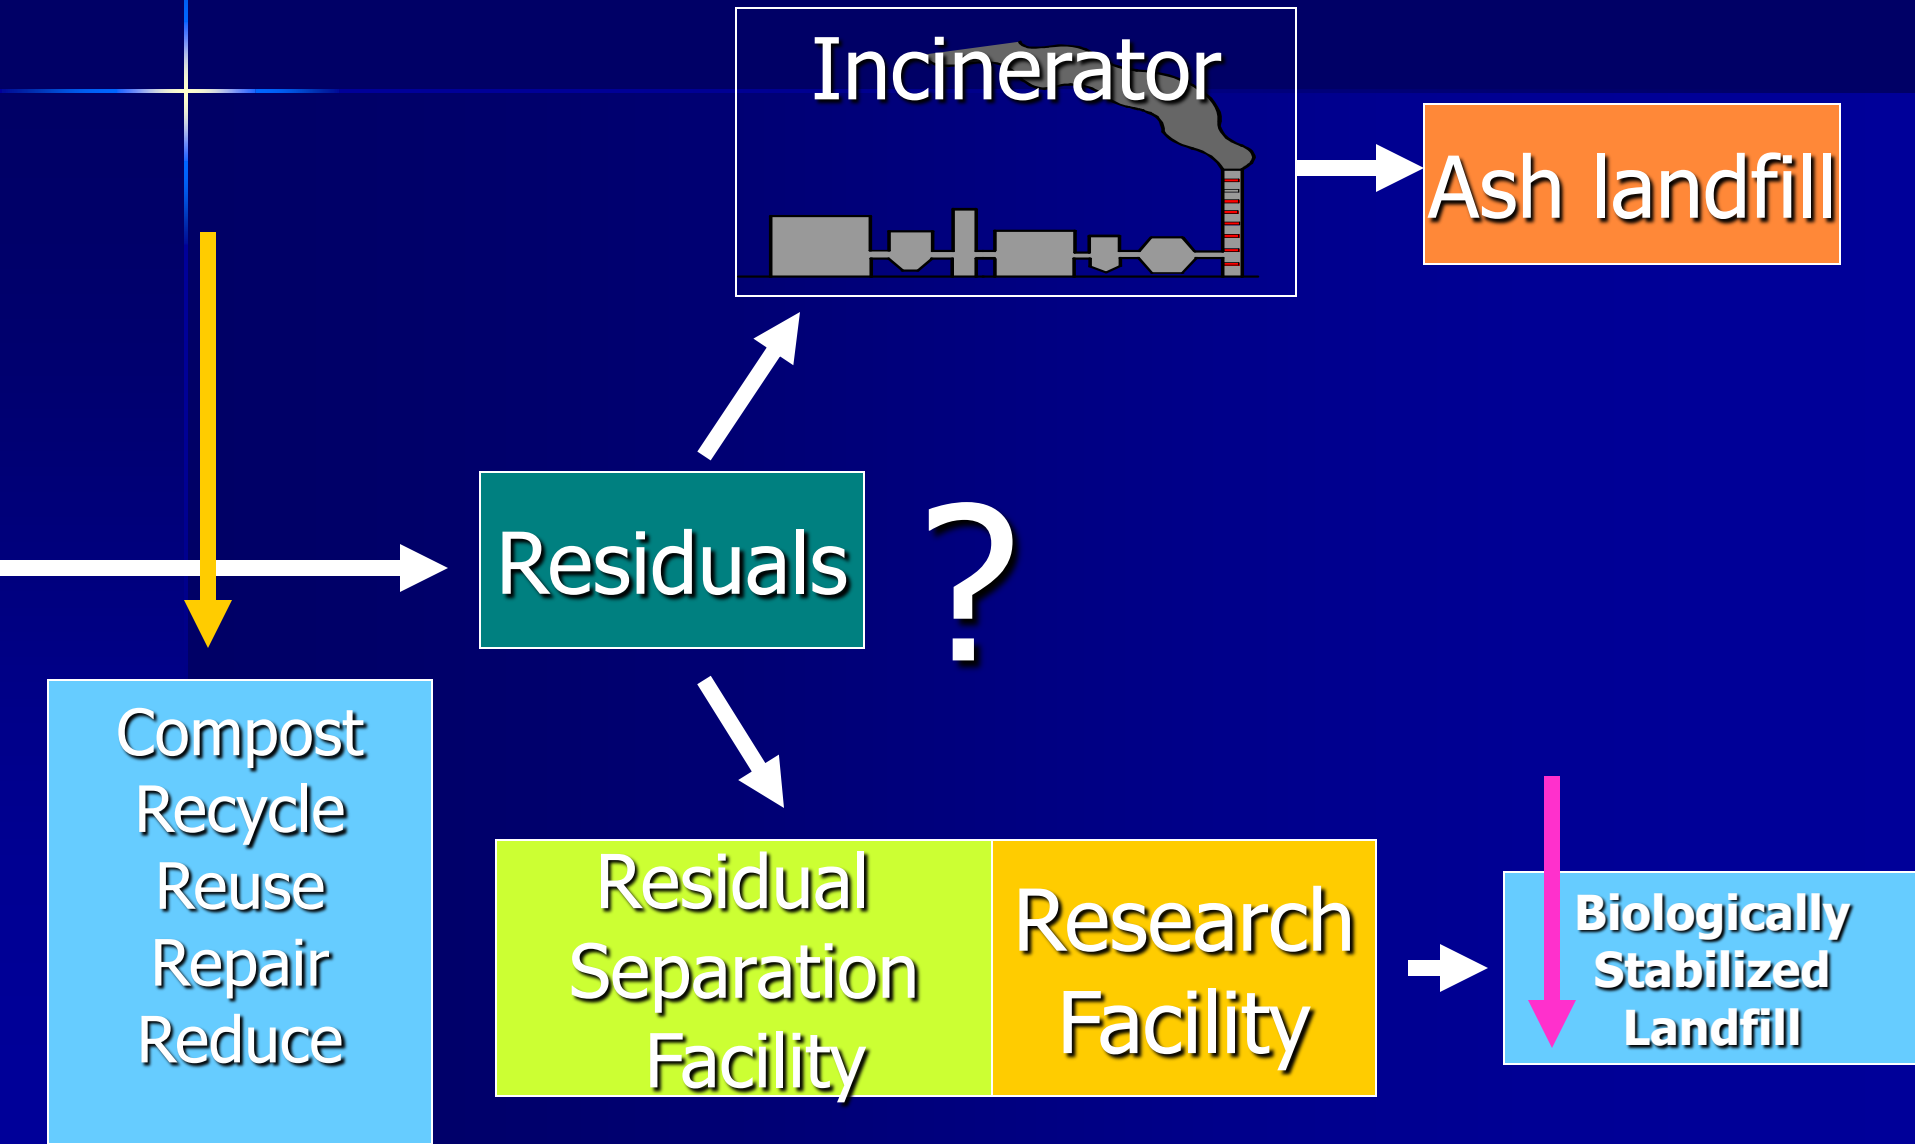 Incinerator
Ash landfill
Residuals
?
Compost
Recycle
Reuse
Repair
Reduce
Residual
Separation
Facility
Research
Facility
Biologically
Stabilized
Landfill